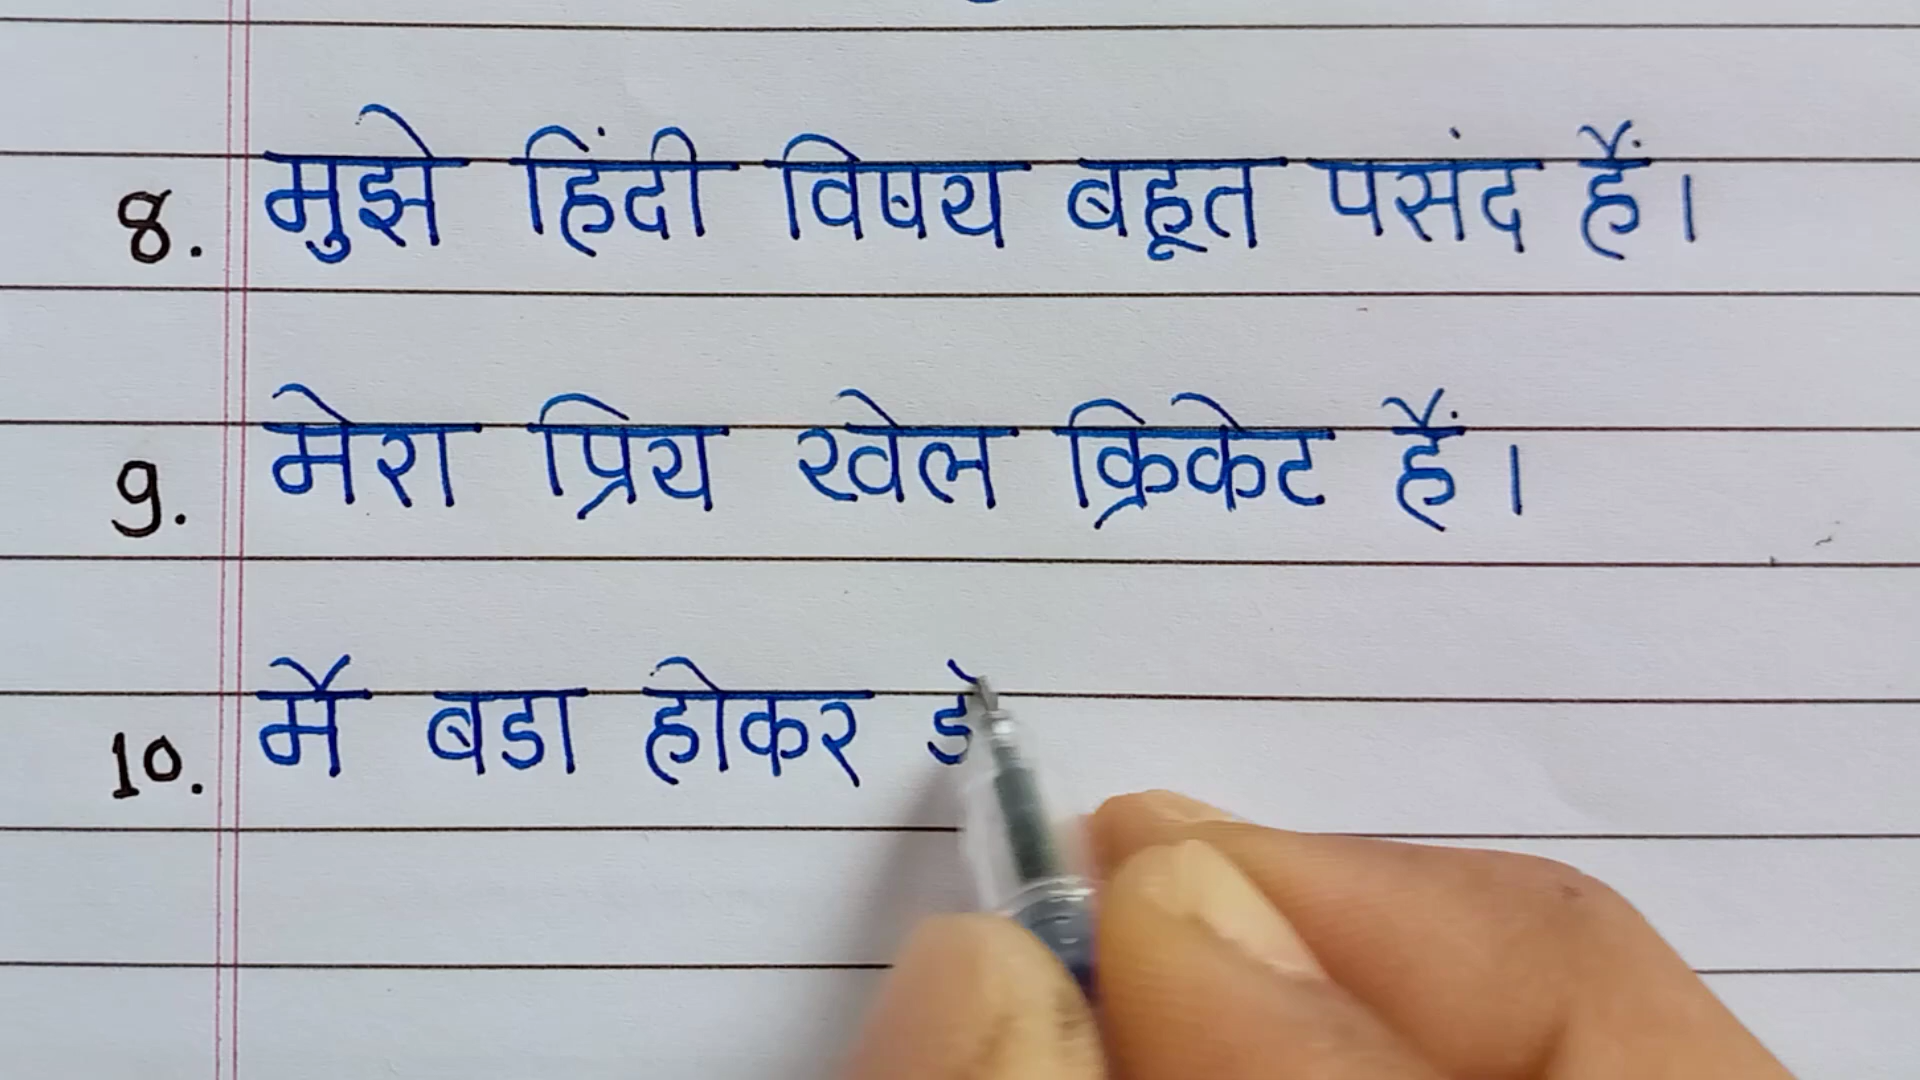 8. मुझे हिंदी विषय बहूत पसंद हैं।
9. मेरा प्रिय खेल क्रिकेट हैं।
10. मै बडा होकर